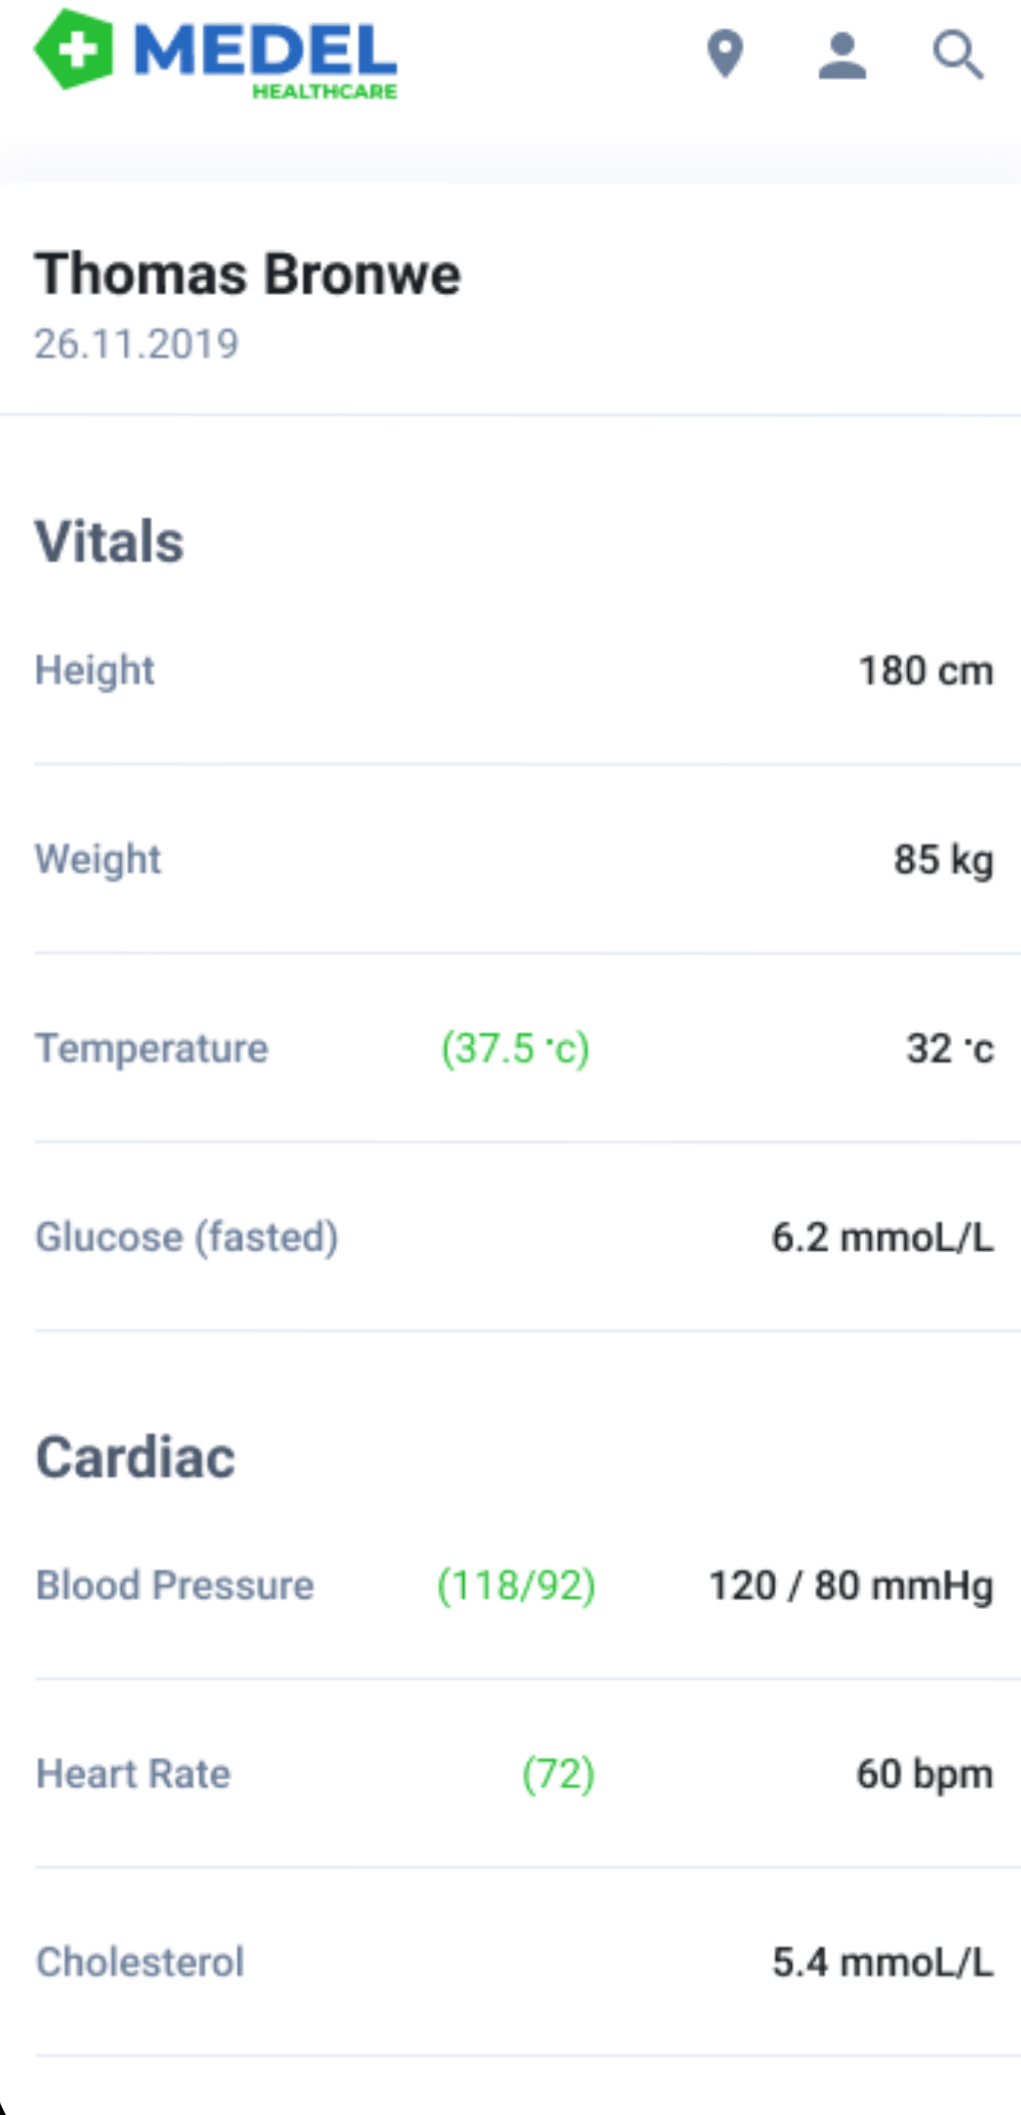 MEDEL
HEALTHCARE
Thomas Bronwe
26.11.2019
Vitals
Height 180 cm
Weight 85 kg
Temperature (37.5 °c) 32 °c
Glucose (fasted) 6.2 mmoL/L
Cardiac
Blood Pressure (118/92) 120 / 80 mmHg
Heart Rate (72) 60 bpm
Cholesterol 5.4 mmoL/L